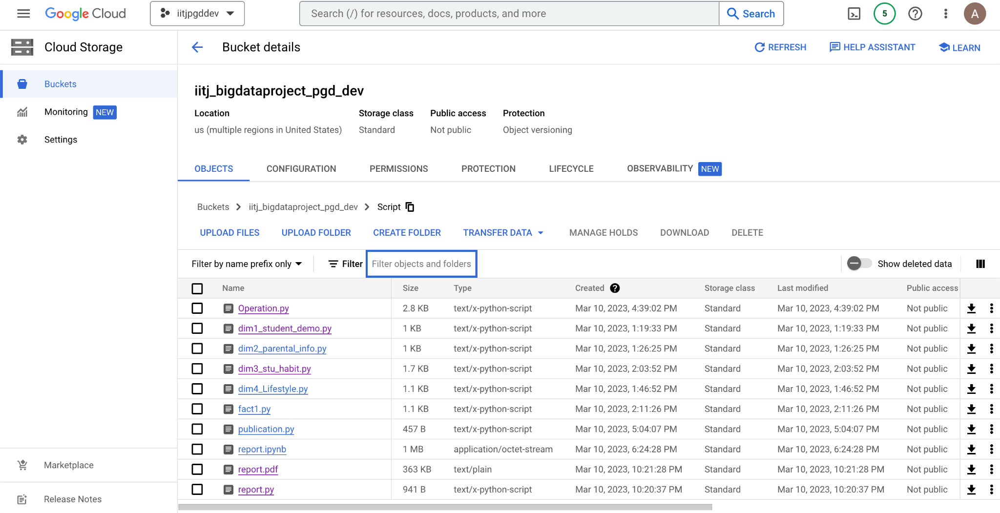 Google Cloud iitjpgddev Search (/) for resources, docs, products, and more Search 5 A
Cloud Storage
Bucket details REFRESH HELP ASSISTANT LEARN
Buckets
Monitoring NEW
Settings
Marketplace
Release Notes
iitj_bigdataproject_pgd_dev
Location Storage class Public access Protection
us (multiple regions in United States) Standard Not public Object versioning
OBJECTS CONFIGURATION PERMISSIONS PROTECTION LIFECYCLE OBSERVABILITY NEW
Buckets iitj_bigdataproject_pgd_dev Script
UPLOAD FILES UPLOAD FOLDER CREATE FOLDER TRANSFER DATA MANAGE HOLDS DOWNLOAD DELETE
Filter by name prefix only Filter Filter objects and folders Show deleted data
Name Size Type Created Storage class Last modified Public access
Operation.py 2.8 KB text/x-python-script Mar 10, 2023, 4:39:02 PM Standard Mar 10, 2023, 4:39:02 PM Not public
dim1_student_demo.py 1 KB text/x-python-script Mar 10, 2023, 1:19:33 PM Standard Mar 10, 2023, 1:19:33 PM Not public
dim2_parental_info.py 1 KB text/x-python-script Mar 10, 2023, 1:26:25 PM Standard Mar 10, 2023, 1:26:25 PM Not public
dim3_stu_habit.py 1.7 KB text/x-python-script Mar 10, 2023, 2:03:52 PM Standard Mar 10, 2023, 2:03:52 PM Not public
dim4_Lifestyle.py 1.1 KB text/x-python-script Mar 10, 2023, 1:46:52 PM Standard Mar 10, 2023, 1:46:52 PM Not public
fact1.py 1.1 KB text/x-python-script Mar 10, 2023, 2:11:26 PM Standard Mar 10, 2023, 2:11:26 PM Not public
publication.py 457 B text/x-python-script Mar 10, 2023, 5:04:07 PM Standard Mar 10, 2023, 5:04:07 PM Not public
report.ipynb 1 MB application/octet-stream Mar 10, 2023, 6:24:28 PM Standard Mar 10, 2023, 6:24:28 PM Not public
report.pdf 363 KB text/plain Mar 10, 2023, 10:21:28 PM Standard Mar 10, 2023, 10:21:28 PM Not public
report.py 941 B text/x-python-script Mar 10, 2023, 10:20:37 PM Standard Mar 10, 2023, 10:20:37 PM Not public